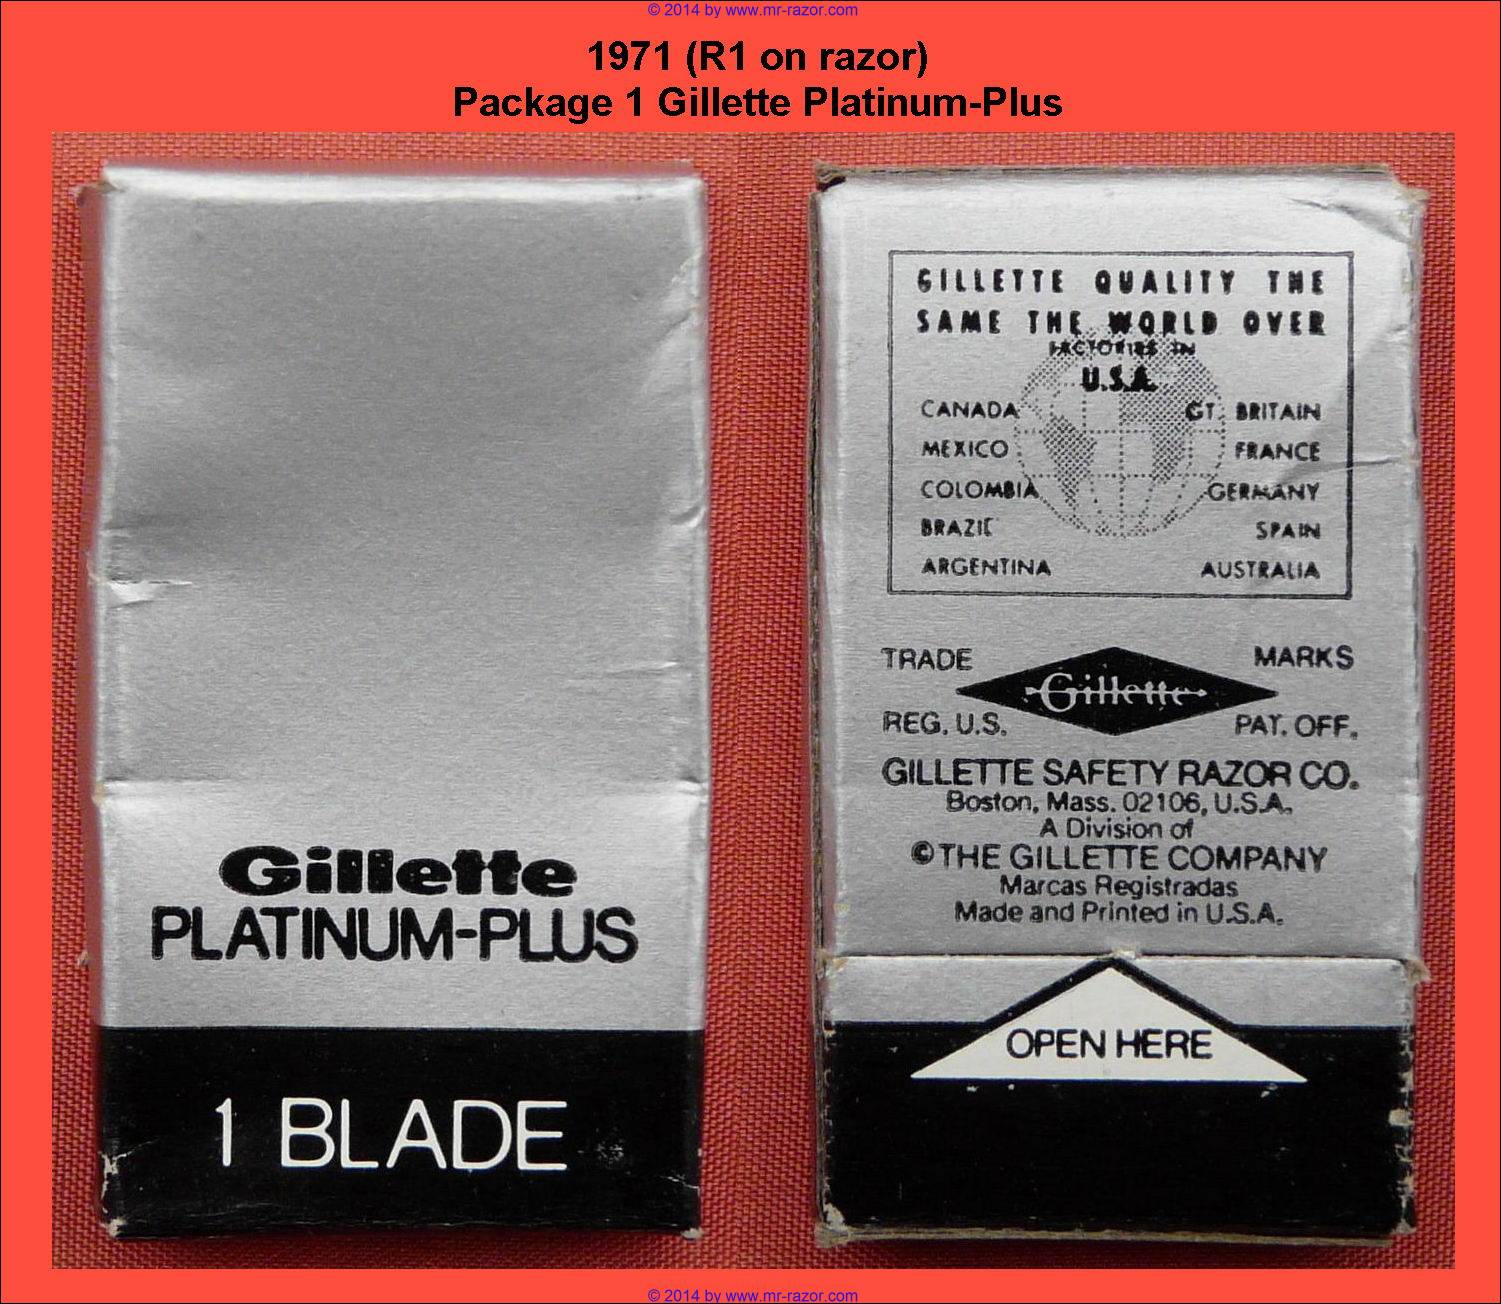 © 2014 by www.mr-razor.com
1971 (R1 on razor)
Package 1 Gillette Platinum-Plus
Gillette
PLATINUM-PLUS
1 BLADE
GILLETTE QUALITY THE
SAME THE WORLD OVER
FACTORIES IN
U.S.A.
CANADA GT. BRITAIN
MEXICO FRANCE
COLOMBIA GERMANY
BRAZIL SPAIN
ARGENTINA AUSTRALIA
TRADE MARKS
Gillette
REG. U.S. PAT. OFF.
GILLETTE SAFETY RAZOR CO.
Boston, Mass. 02106, U.S.A.
A Division of
© THE GILLETTE COMPANY
Marcas Registradas
Made and Printed in U.S.A.
OPEN HERE
© 2014 by www.mr-razor.com